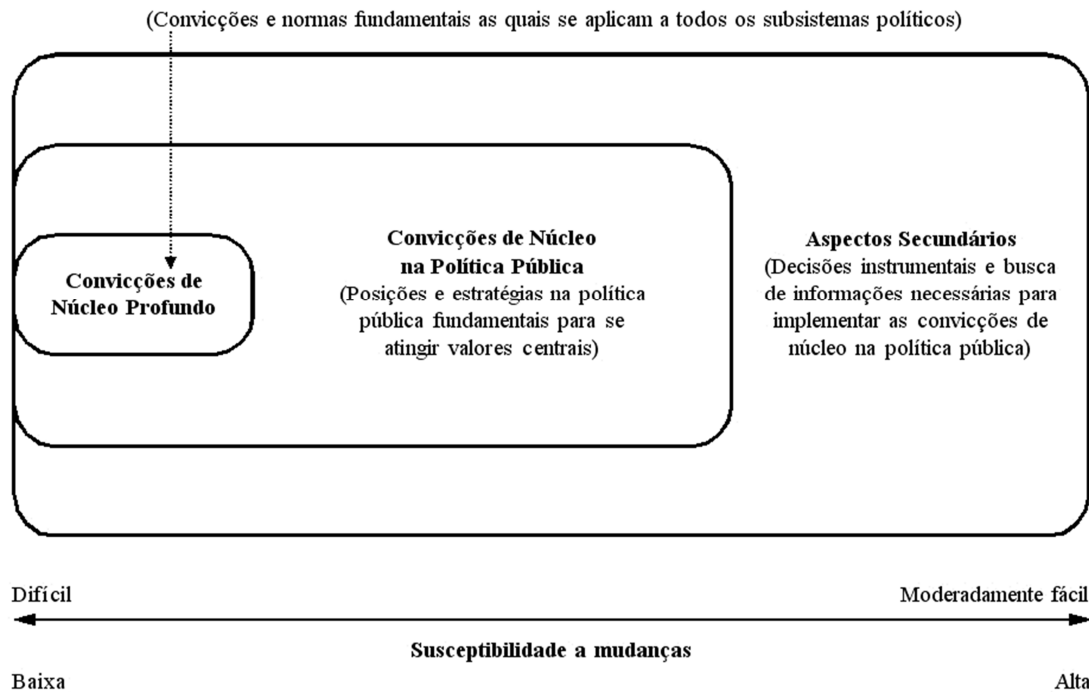 (Convicções e normas fundamentais as quais se aplicam a todos os subsistemas políticos)
Convicções de
Núcleo Profundo
Convicções de Núcleo
na Política Pública
(Posições e estratégias na política
pública fundamentais para se
atingir valores centrais)
Aspectos Secundários
(Decisões instrumentais e busca
de informações necessárias para
implementar as convicções de
núcleo na política pública)
Difícil
Moderadamente fácil
Susceptibilidade a mudanças
Baixa
Alta